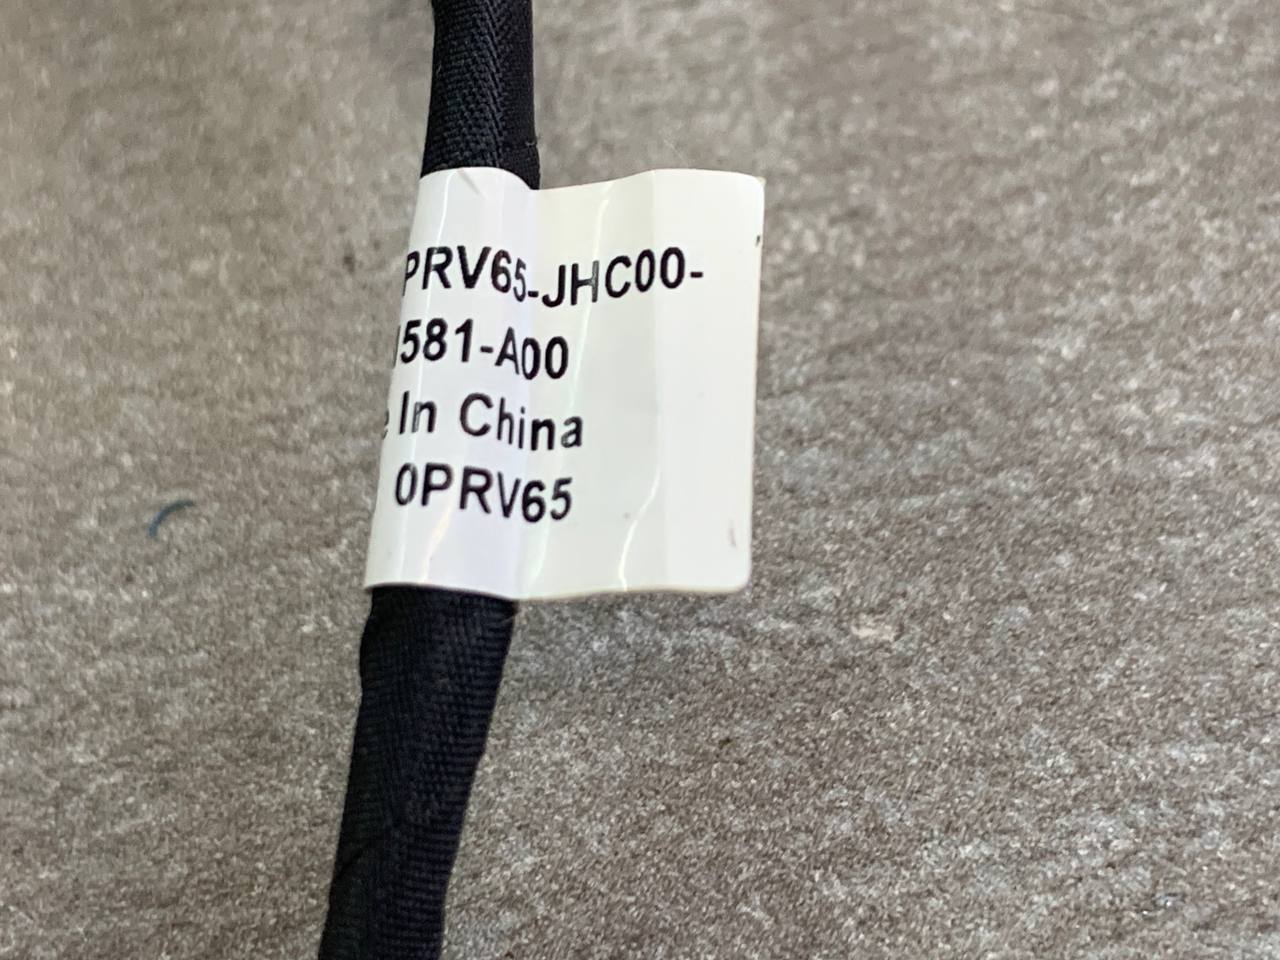 PRV65-JHC00-
581-A00
In China
0PRV65